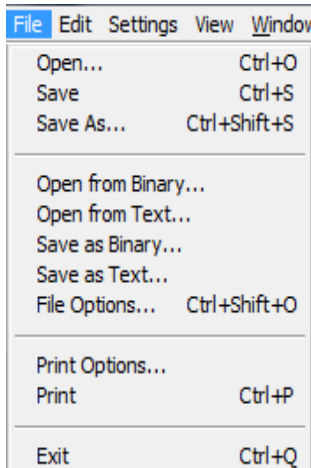 File Edit Settings View Window
Open... Ctrl+O
Save Ctrl+S
Save As... Ctrl+Shift+S
Open from Binary...
Open from Text...
Save as Binary...
Save as Text...
File Options... Ctrl+Shift+O
Print Options...
Print Ctrl+P
Exit Ctrl+Q